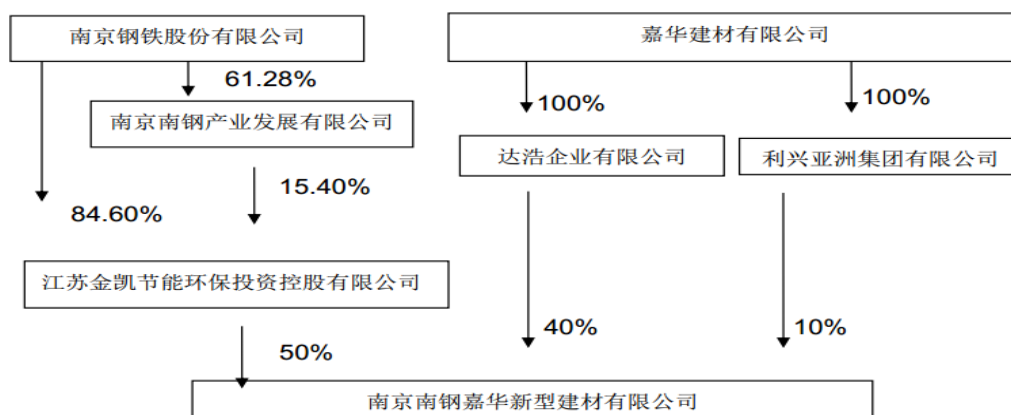 南京钢铁股份有限公司
嘉华建材有限公司
61.28%
100%
100%
南京南钢产业发展有限公司
达浩企业有限公司
利兴亚洲集团有限公司
15.40%
84.60%
江苏金凯节能环保投资控股有限公司
50%
40%
10%
南京南钢嘉华新型建材有限公司